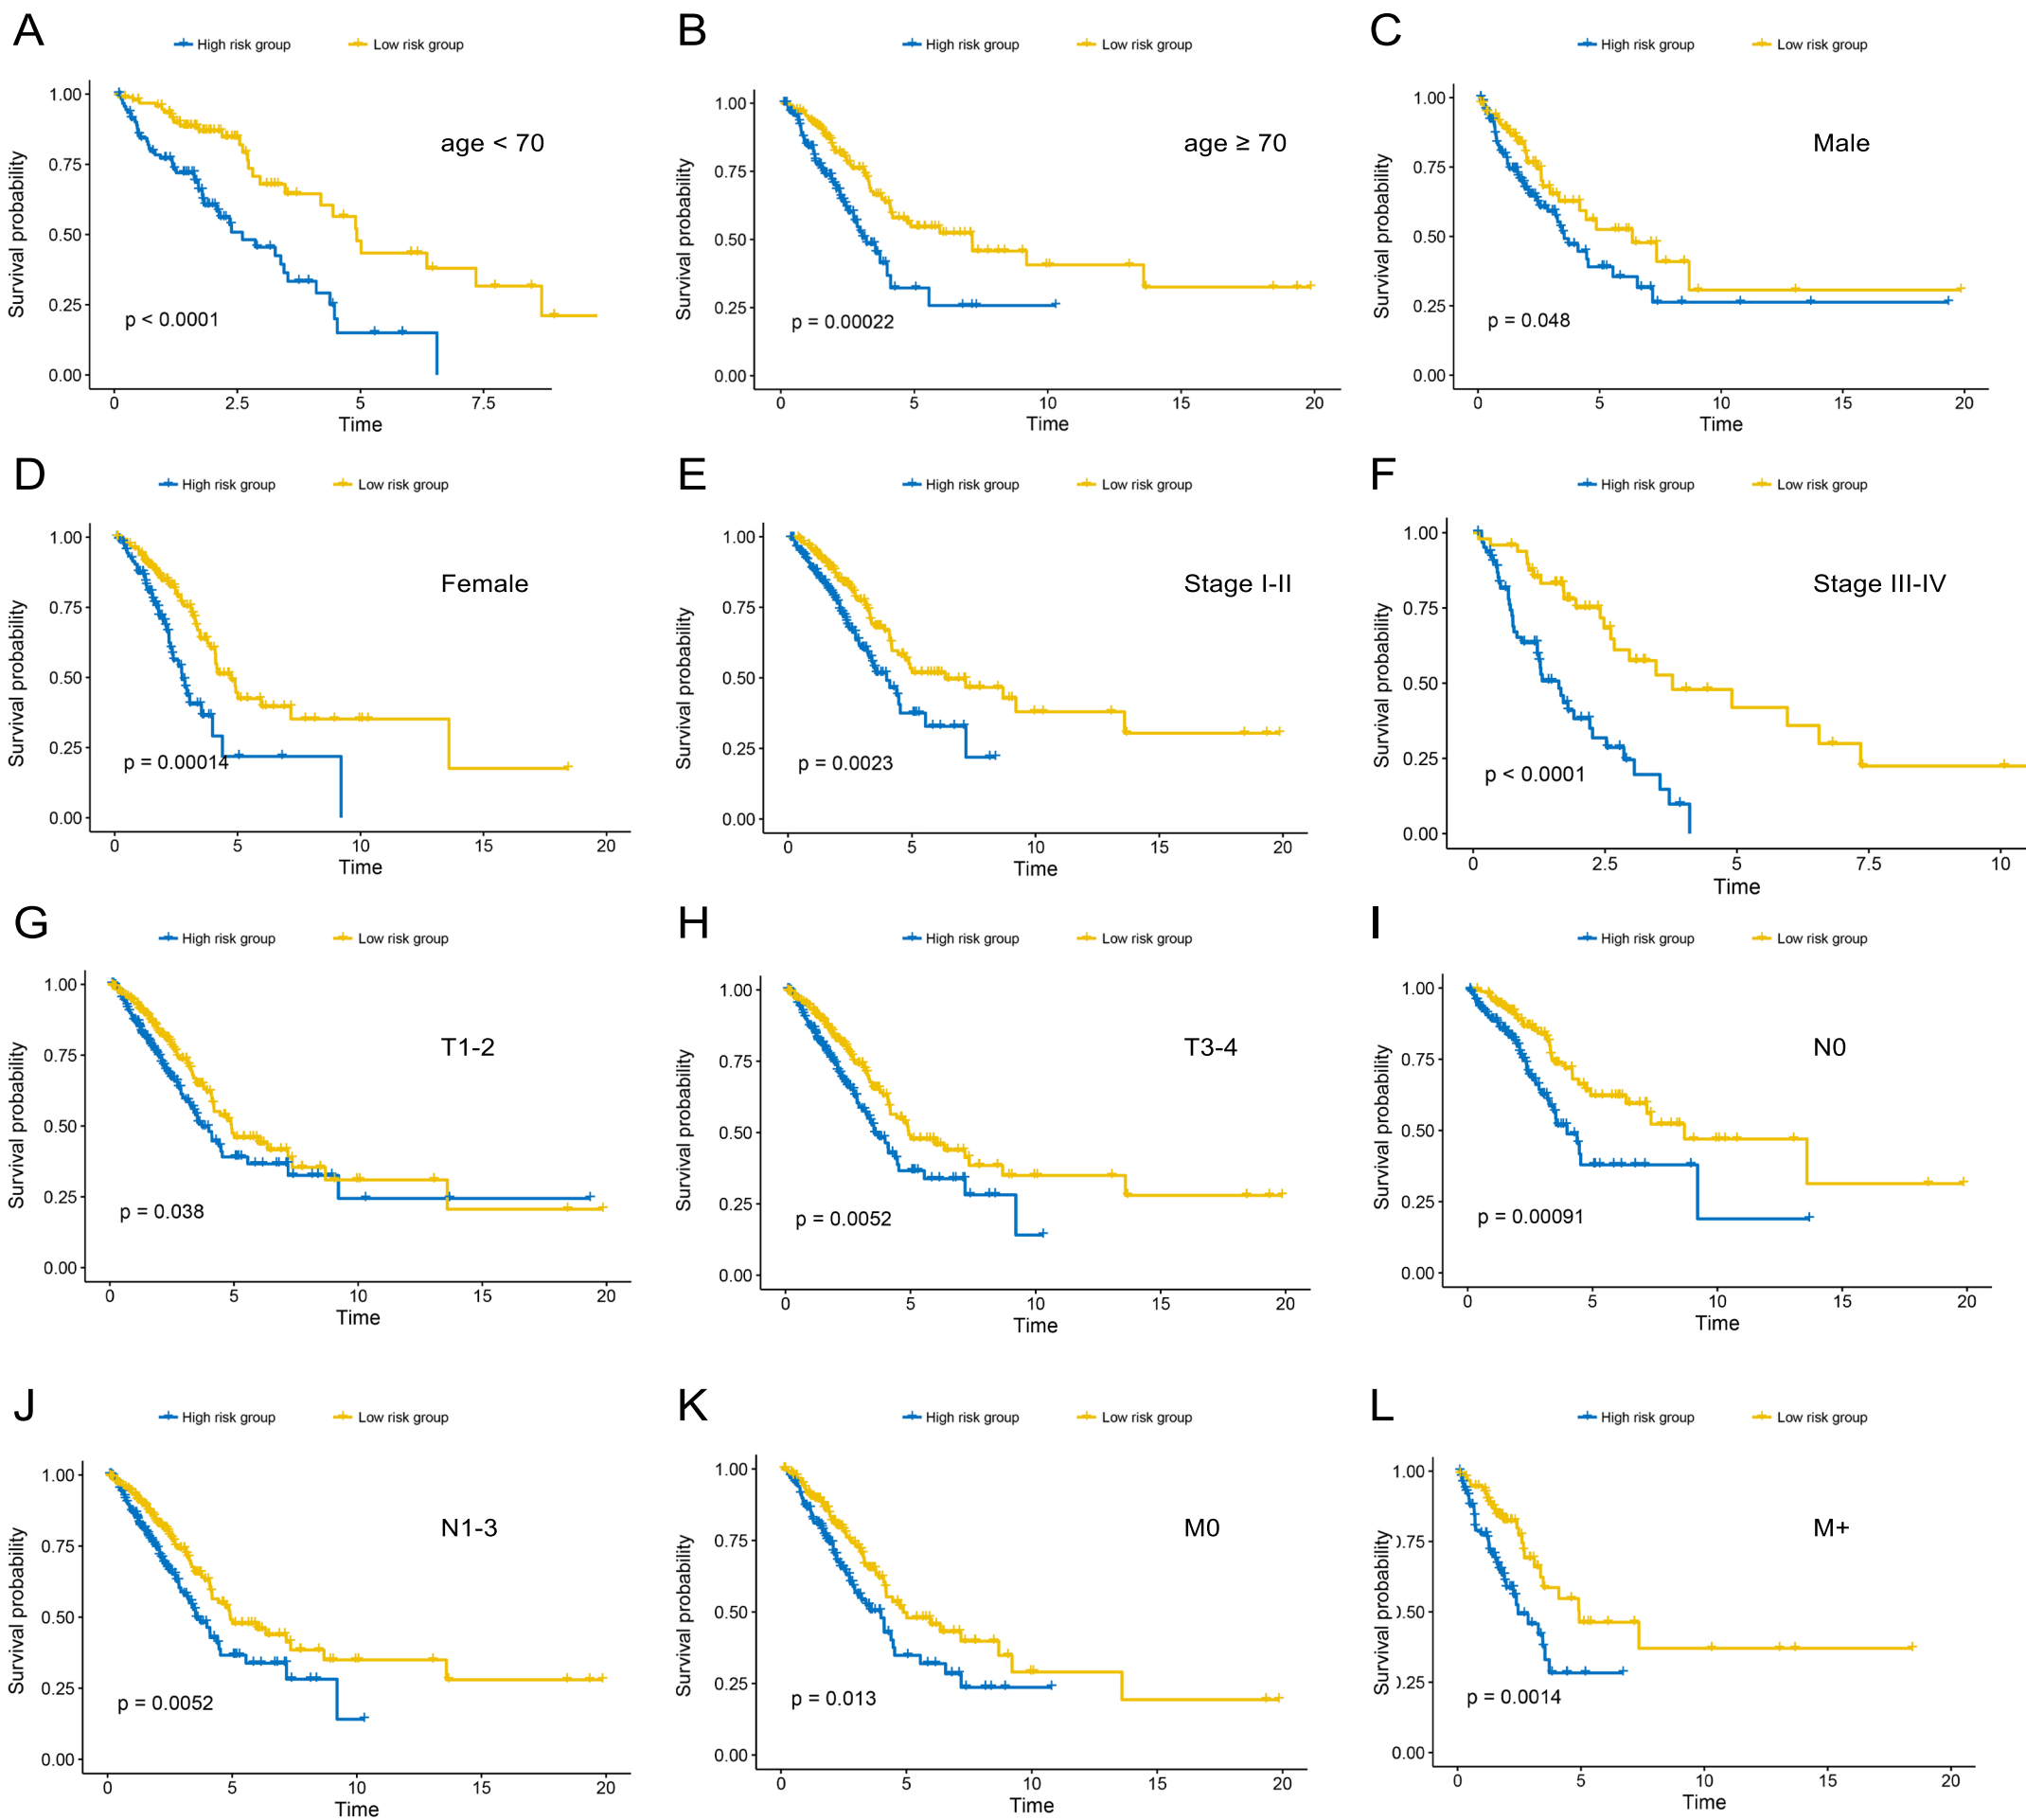 A
High risk group Low risk group
1.00
0.75
0.50
0.25
0.00
Survival probability
age < 70
p < 0.0001
0 2.5 5 7.5
Time
B
High risk group Low risk group
1.00
0.75
0.50
0.25
0.00
Survival probability
age ≥ 70
p = 0.00022
0 5 10 15 20
Time
C
High risk group Low risk group
1.00
0.75
0.50
0.25
0.00
Survival probability
Male
p = 0.048
0 5 10 15 20
Time
D
High risk group Low risk group
1.00
0.75
0.50
0.25
0.00
Survival probability
Female
p = 0.00014
0 5 10 15 20
Time
E
High risk group Low risk group
1.00
0.75
0.50
0.25
0.00
Survival probability
Stage I-II
p = 0.0023
0 5 10 15 20
Time
F
High risk group Low risk group
1.00
0.75
0.50
0.25
0.00
Survival probability
Stage III-IV
p < 0.0001
0 2.5 5 7.5 10
Time
G
High risk group Low risk group
1.00
0.75
0.50
0.25
0.00
Survival probability
T1-2
p = 0.038
0 5 10 15 20
Time
H
High risk group Low risk group
1.00
0.75
0.50
0.25
0.00
Survival probability
T3-4
p = 0.0052
0 5 10 15 20
Time
I
High risk group Low risk group
1.00
0.75
0.50
0.25
0.00
Survival probability
N0
p = 0.00091
0 5 10 15 20
Time
J
High risk group Low risk group
1.00
0.75
0.50
0.25
0.00
Survival probability
N1-3
p = 0.0052
0 5 10 15 20
Time
K
High risk group Low risk group
1.00
0.75
0.50
0.25
0.00
Survival probability
M0
p = 0.013
0 5 10 15 20
Time
L
High risk group Low risk group
1.00
0.75
0.50
0.25
0.00
Survival probability
M+
p = 0.0014
0 5 10 15 20
Time